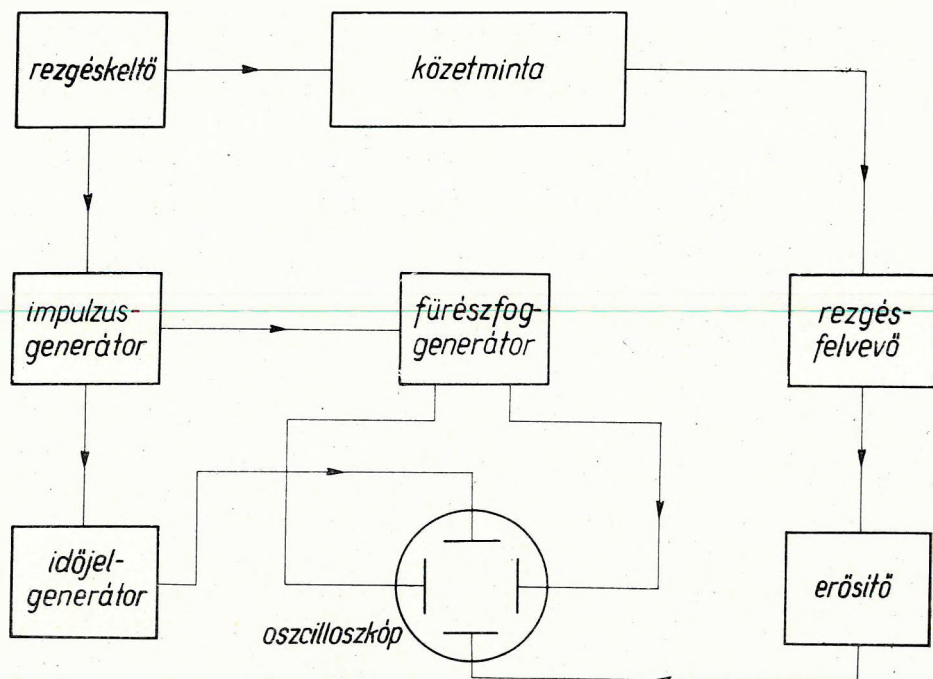 rezgéskeltő
kőzetminta
impulzus-
generátor
fűrészfog-
generátor
rezgés-
felvevő
időjel-
generátor
oszcilloszkóp
erősítő